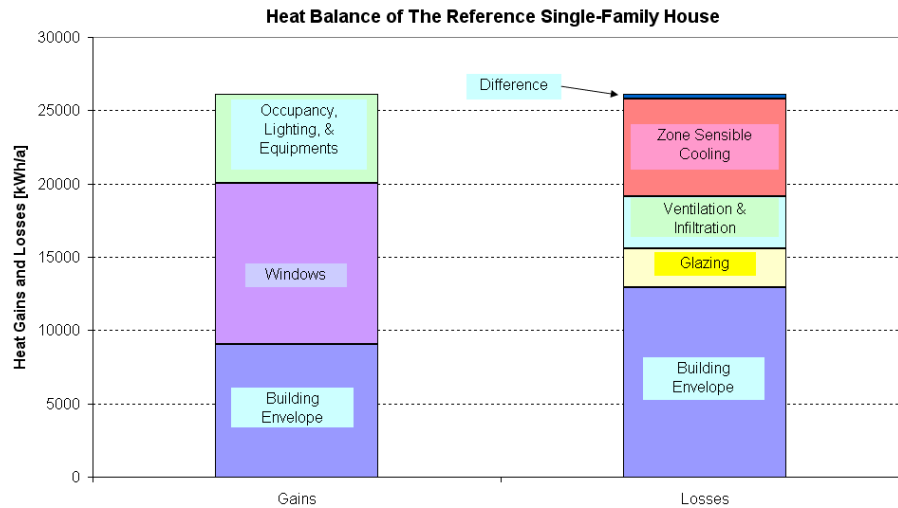 Heat Balance of The Reference Single-Family House
Heat Gains and Losses [kWh/a]
30000
25000
20000
15000
10000
5000
0
Occupancy,
Lighting, &
Equipments
Windows
Building
Envelope
Difference
Zone Sensible
Cooling
Ventilation &
Infiltration
Glazing
Building
Envelope
Gains
Losses